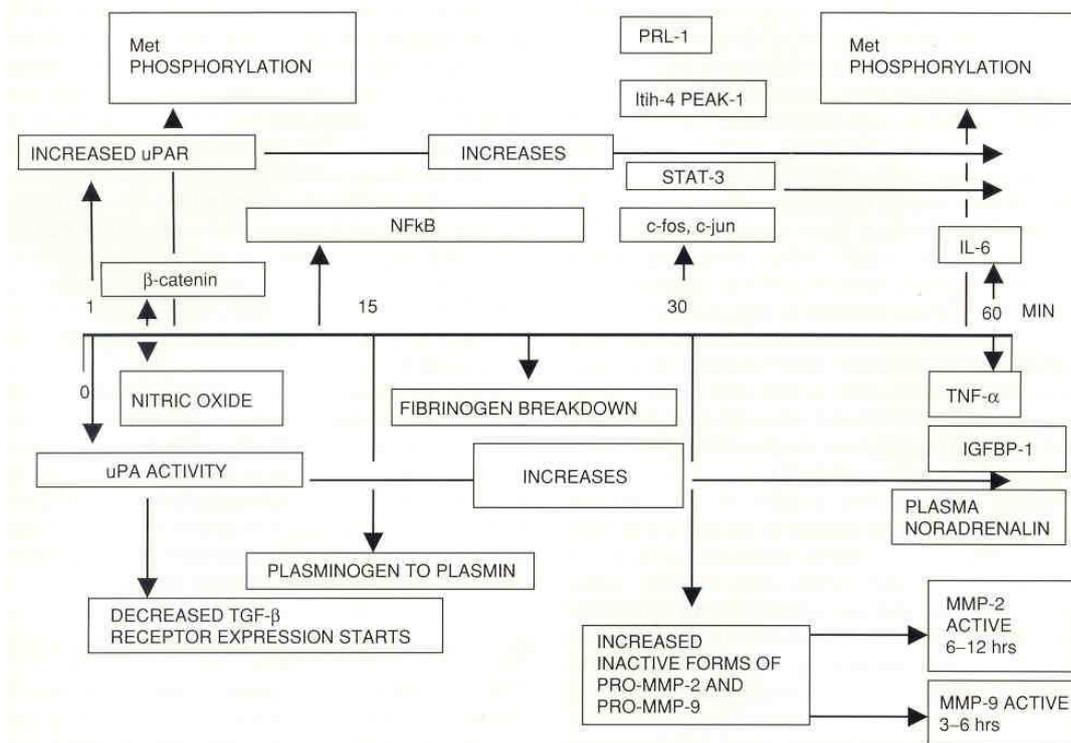 Met
PHOSPHORYLATION
PRL-1
Met
PHOSPHORYLATION
Itih-4 PEAK-1
INCREASED uPAR
INCREASES
STAT-3
NFkB
c-fos, c-jun
IL-6
β-catenin
1
15
30
60 MIN
0
NITRIC OXIDE
FIBRINOGEN BREAKDOWN
TNF-α
uPA ACTIVITY
INCREASES
IGFBP-1
PLASMA
NORADRENALIN
PLASMINOGEN TO PLASMIN
DECREASED TGF-β
RECEPTOR EXPRESSION STARTS
INCREASED
INACTIVE FORMS OF
PRO-MMP-2 AND
PRO-MMP-9
MMP-2
ACTIVE
6–12 hrs
MMP-9 ACTIVE
3–6 hrs